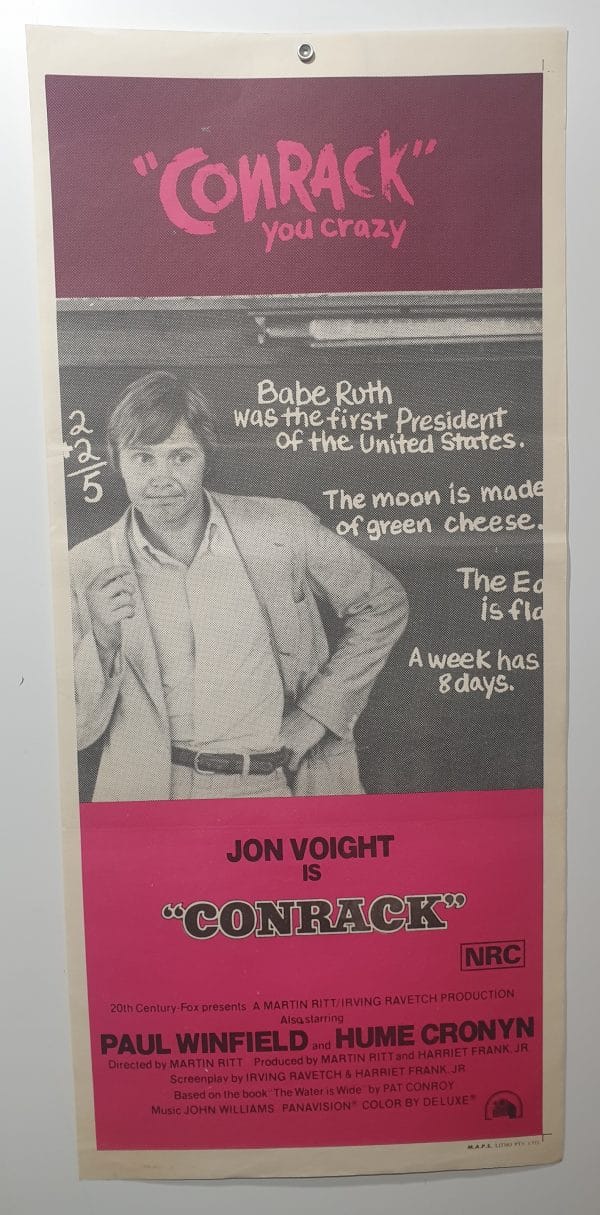 "CONRACK"
you crazy
2
+2
5
Babe Ruth
was the first President
of the United States.
The moon is made
of green cheese.
The Ea
is fla
A week has
8 days.
JON VOIGHT
IS
"CONRACK"
NRC
20th Century-Fox presents A MARTIN RITT/IRVING RAVETCH PRODUCTION
Also starring
PAUL WINFIELD and HUME CRONYN
Directed by MARTIN RITT Produced by MARTIN RITT and HARRIET FRANK, JR.
Screenplay by IRVING RAVETCH & HARRIET FRANK, JR
Based on the book "The Water is Wide" by PAT CONROY
Music JOHN WILLIAMS PANAVISION® COLOR BY DELUXE®
M.A.P.S. LITHO PTY. LTD.